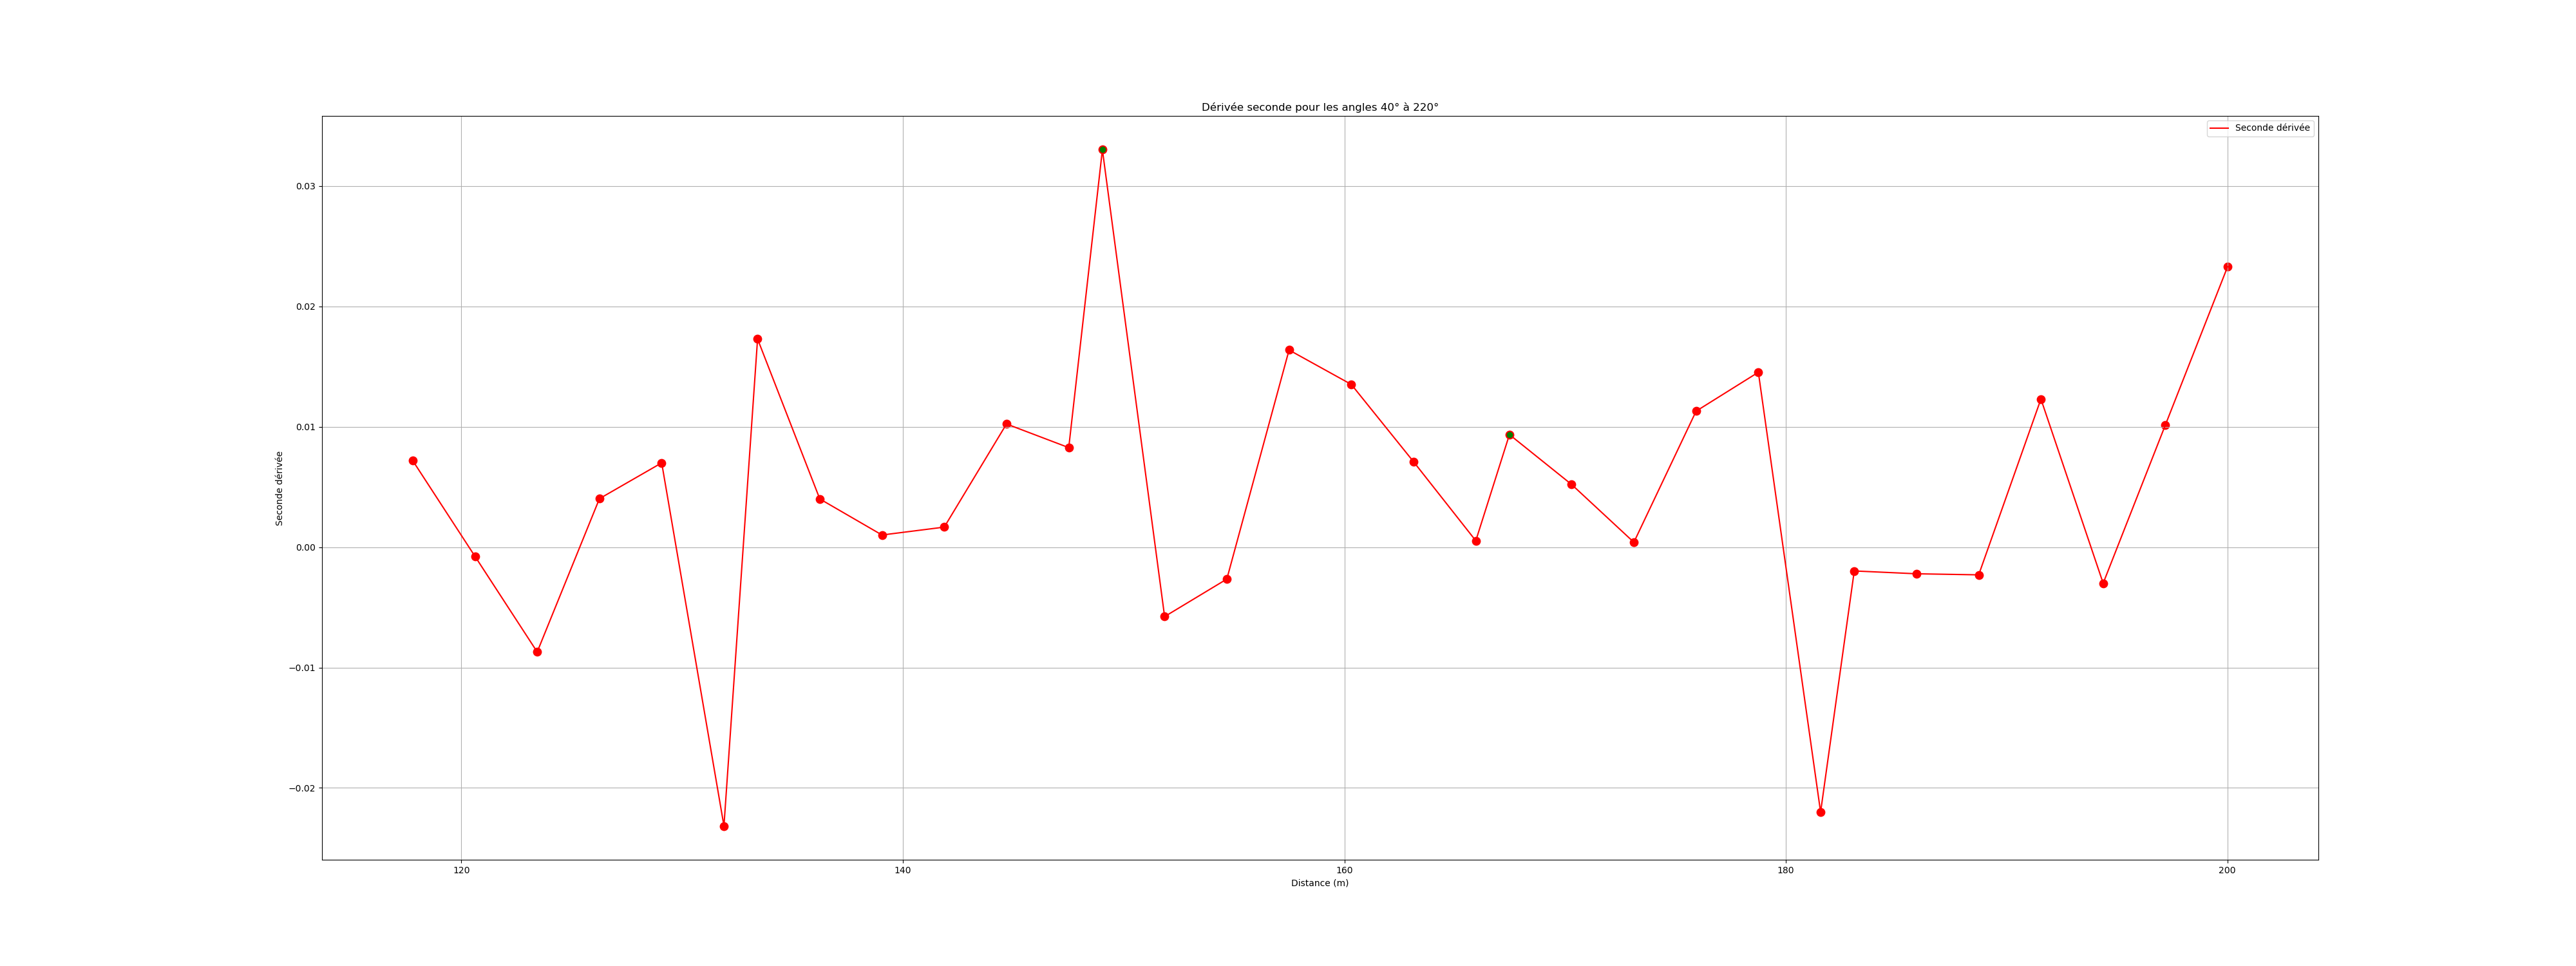 Dérivée seconde pour les angles 40° à 220°
Seconde dérivée
0.03
0.02
0.01
0.00
−0.01
−0.02
Seconde dérivée
120
140
160
180
200
Distance (m)